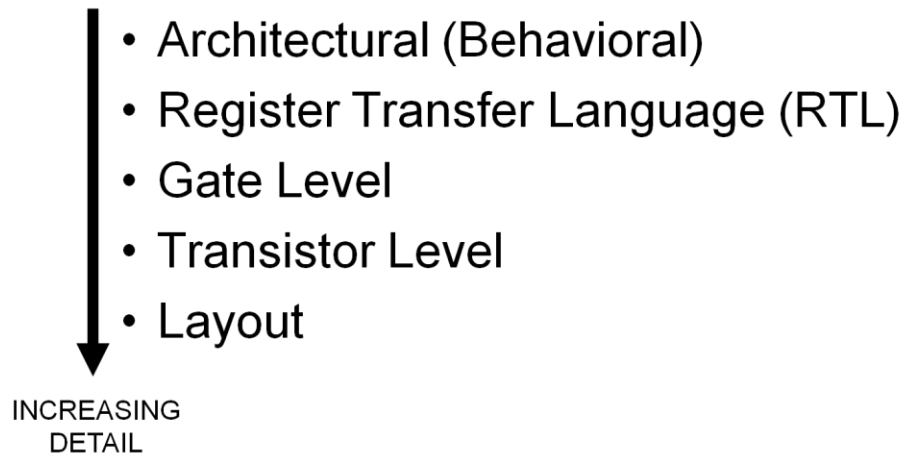 • Architectural (Behavioral)
• Register Transfer Language (RTL)
• Gate Level
• Transistor Level
• Layout
INCREASING
DETAIL